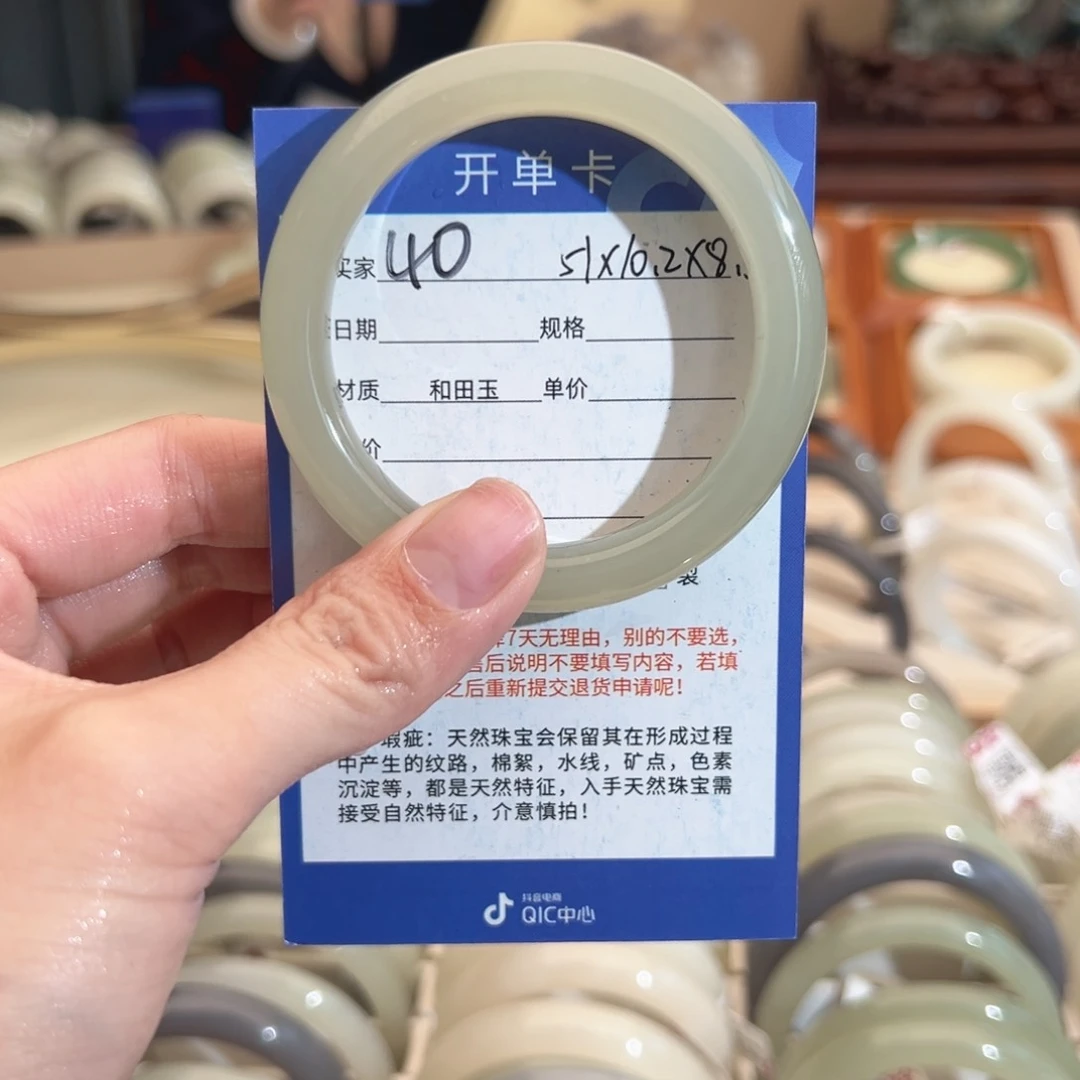 开单卡
买家 40 51X10.2X8.
日期 规格
材质 和田玉 单价
价
製
7天无理由，别的不要选，
后说明不要填写内容，若填
之后重新提交退货申请呢！
瑕疵：天然珠宝会保留其在形成过程
中产生的纹路，棉絮，水线，矿点，色素
沉淀等，都是天然特征，入手天然珠宝需
接受自然特征，介意慎拍！
抖音电商
QIC中心